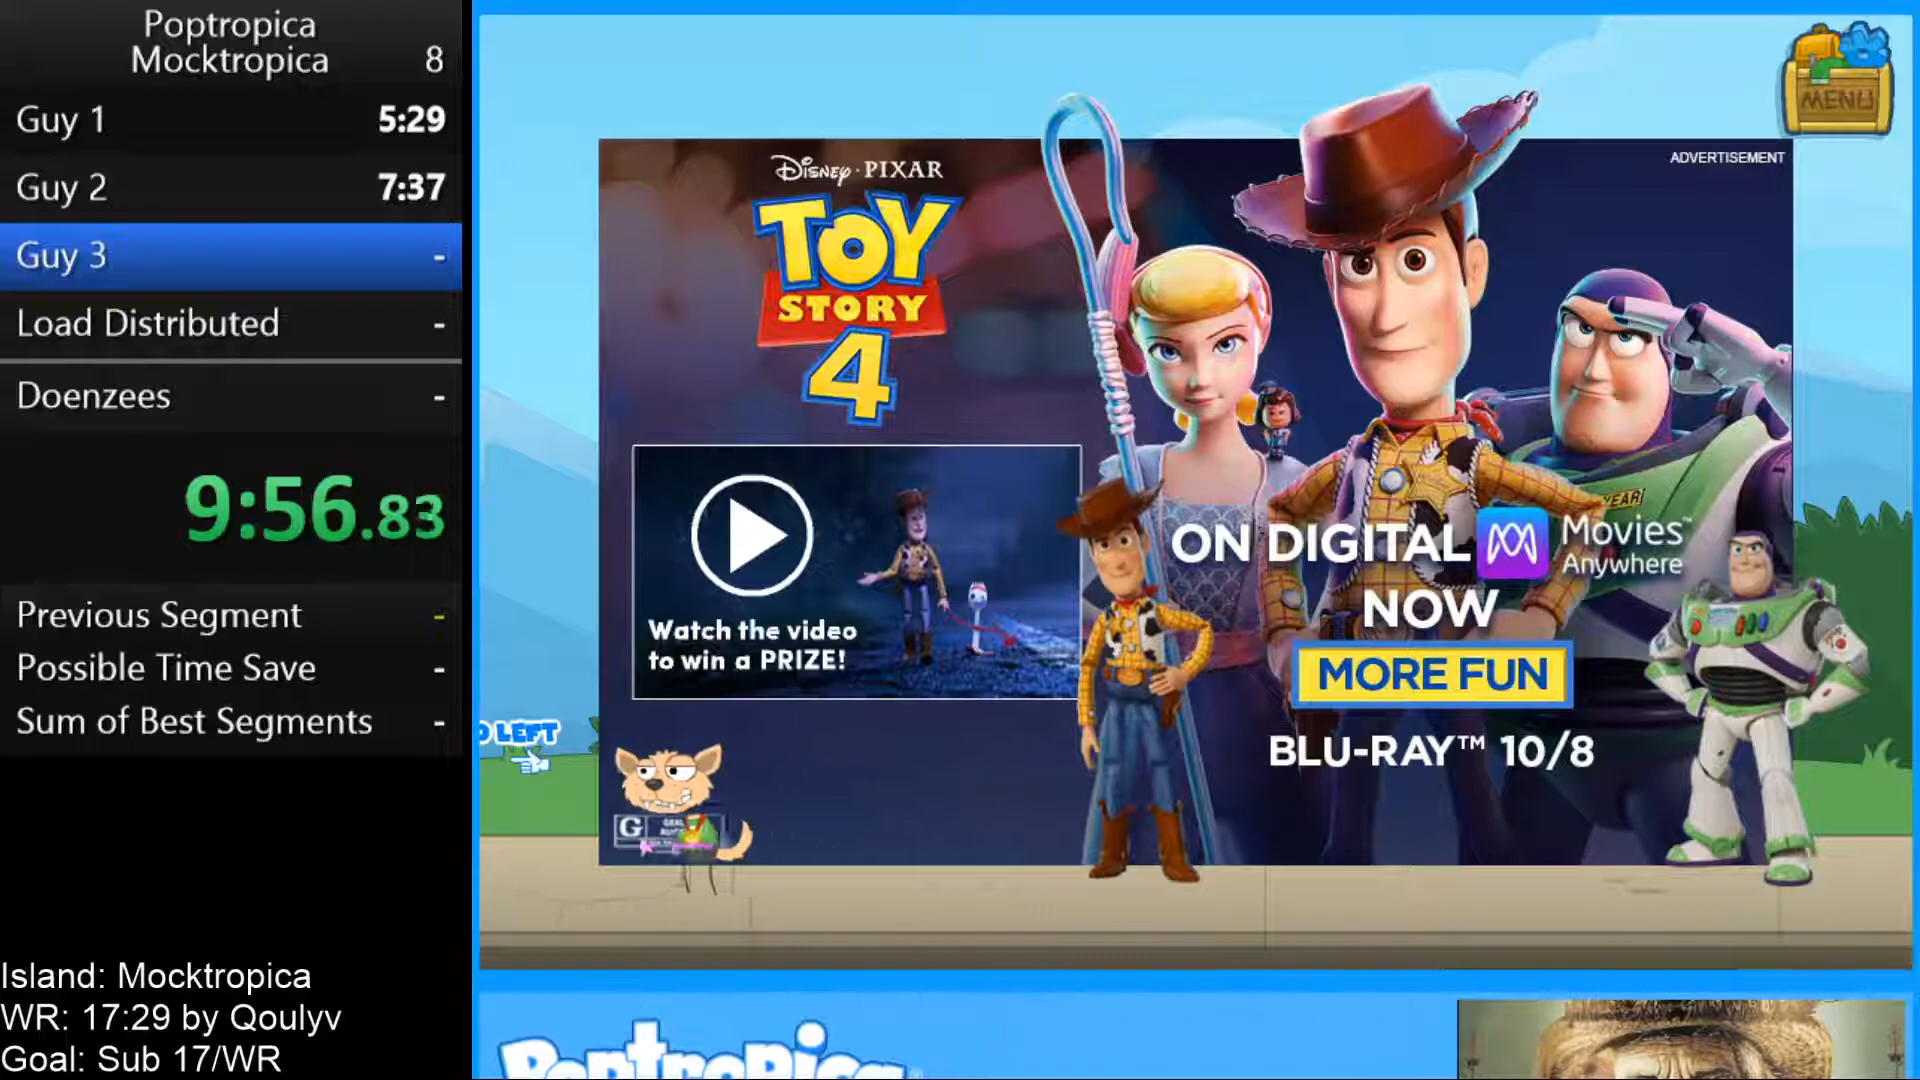 Poptropica
Mocktropica 8
Guy 1 5:29
Guy 2 7:37
Guy 3 -
Load Distributed -
Doenzees -
9:56.83
Previous Segment -
Possible Time Save -
Sum of Best Segments -
Island: Mocktropica
WR: 17:29 by Qoulyv
Goal: Sub 17/WR
MENU
ADVERTISEMENT
DISNEY · PIXAR
TOY
STORY
4
YEAR
Watch the video
to win a PRIZE!
ON DIGITAL NOW
Movies™
Anywhere
MORE FUN
BLU-RAY™ 10/8
LEFT
G
Poptropica